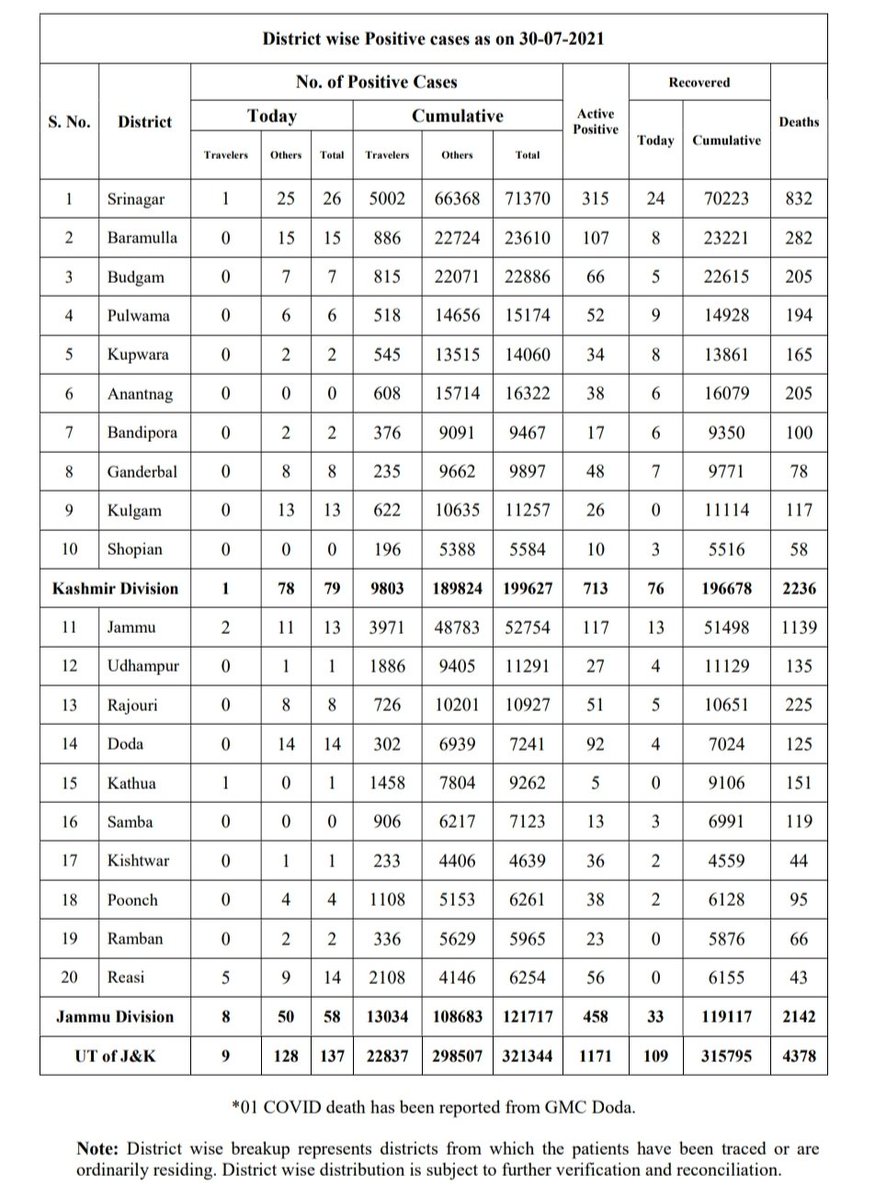 District wise Positive cases as on 30-07-2021
S. No. District No. of Positive Cases Active Positive Recovered Deaths
Today Cumulative Today Cumulative
Travelers Others Total Travelers Others Total
1 Srinagar 1 25 26 5002 66368 71370 315 24 70223 832
2 Baramulla 0 15 15 886 22724 23610 107 8 23221 282
3 Budgam 0 7 7 815 22071 22886 66 5 22615 205
4 Pulwama 0 6 6 518 14656 15174 52 9 14928 194
5 Kupwara 0 2 2 545 13515 14060 34 8 13861 165
6 Anantnag 0 0 0 608 15714 16322 38 6 16079 205
7 Bandipora 0 2 2 376 9091 9467 17 6 9350 100
8 Ganderbal 0 8 8 235 9662 9897 48 7 9771 78
9 Kulgam 0 13 13 622 10635 11257 26 0 11114 117
10 Shopian 0 0 0 196 5388 5584 10 3 5516 58
Kashmir Division 1 78 79 9803 189824 199627 713 76 196678 2236
11 Jammu 2 11 13 3971 48783 52754 117 13 51498 1139
12 Udhampur 0 1 1 1886 9405 11291 27 4 11129 135
13 Rajouri 0 8 8 726 10201 10927 51 5 10651 225
14 Doda 0 14 14 302 6939 7241 92 4 7024 125
15 Kathua 1 0 1 1458 7804 9262 5 0 9106 151
16 Samba 0 0 0 906 6217 7123 13 3 6991 119
17 Kishtwar 0 1 1 233 4406 4639 36 2 4559 44
18 Poonch 0 4 4 1108 5153 6261 38 2 6128 95
19 Ramban 0 2 2 336 5629 5965 23 0 5876 66
20 Reasi 5 9 14 2108 4146 6254 56 0 6155 43
Jammu Division 8 50 58 13034 108683 121717 458 33 119117 2142
UT of J&K 9 128 137 22837 298507 321344 1171 109 315795 4378
*01 COVID death has been reported from GMC Doda.
Note: District wise breakup represents districts from which the patients have been traced or are
ordinarily residing. District wise distribution is subject to further verification and reconciliation.